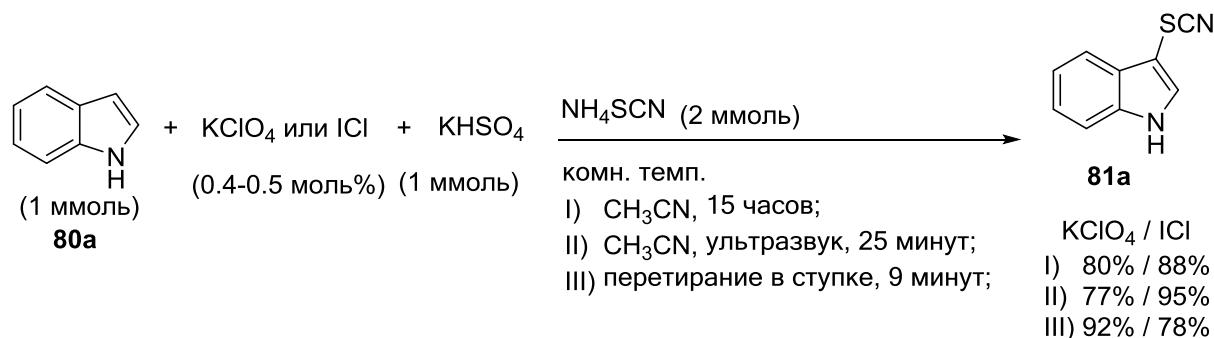 SCN
NH₄SCN (2 ммоль)
+ KClO₄ или ICl + KHSO₄
N
H
N
H
(0.4-0.5 моль%) (1 ммоль)
(1 ммоль)
80a
комн. темп.
I) CH₃CN, 15 часов;
II) CH₃CN, ультразвук, 25 минут;
III) перетирание в ступке, 9 минут;
81a
KClO₄ / ICl
I) 80% / 88%
II) 77% / 95%
III) 92% / 78%